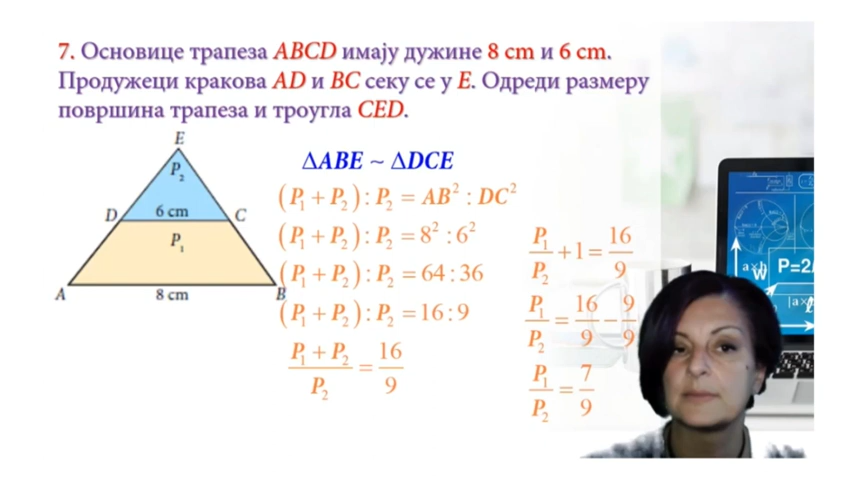 7. Основице трапеза ABCD имају дужине 8 cm и 6 cm.
Продужеци кракова AD и BC секу се у E. Одреди размеру
површина трапеза и троугла CED.
E
P₂
D 6 cm C
P₁
A 8 cm B
ΔABE ~ ΔDCE
(P₁ + P₂) : P₂ = AB² : DC²
(P₁ + P₂) : P₂ = 8² : 6²
(P₁ + P₂) : P₂ = 64 : 36
(P₁ + P₂) : P₂ = 16 : 9
(P₁ + P₂)/P₂ = 16/9
P₁/P₂ + 1 = 16/9
P₁/P₂ = 16/9 − 9/9
P₁/P₂ = 7/9
P=2